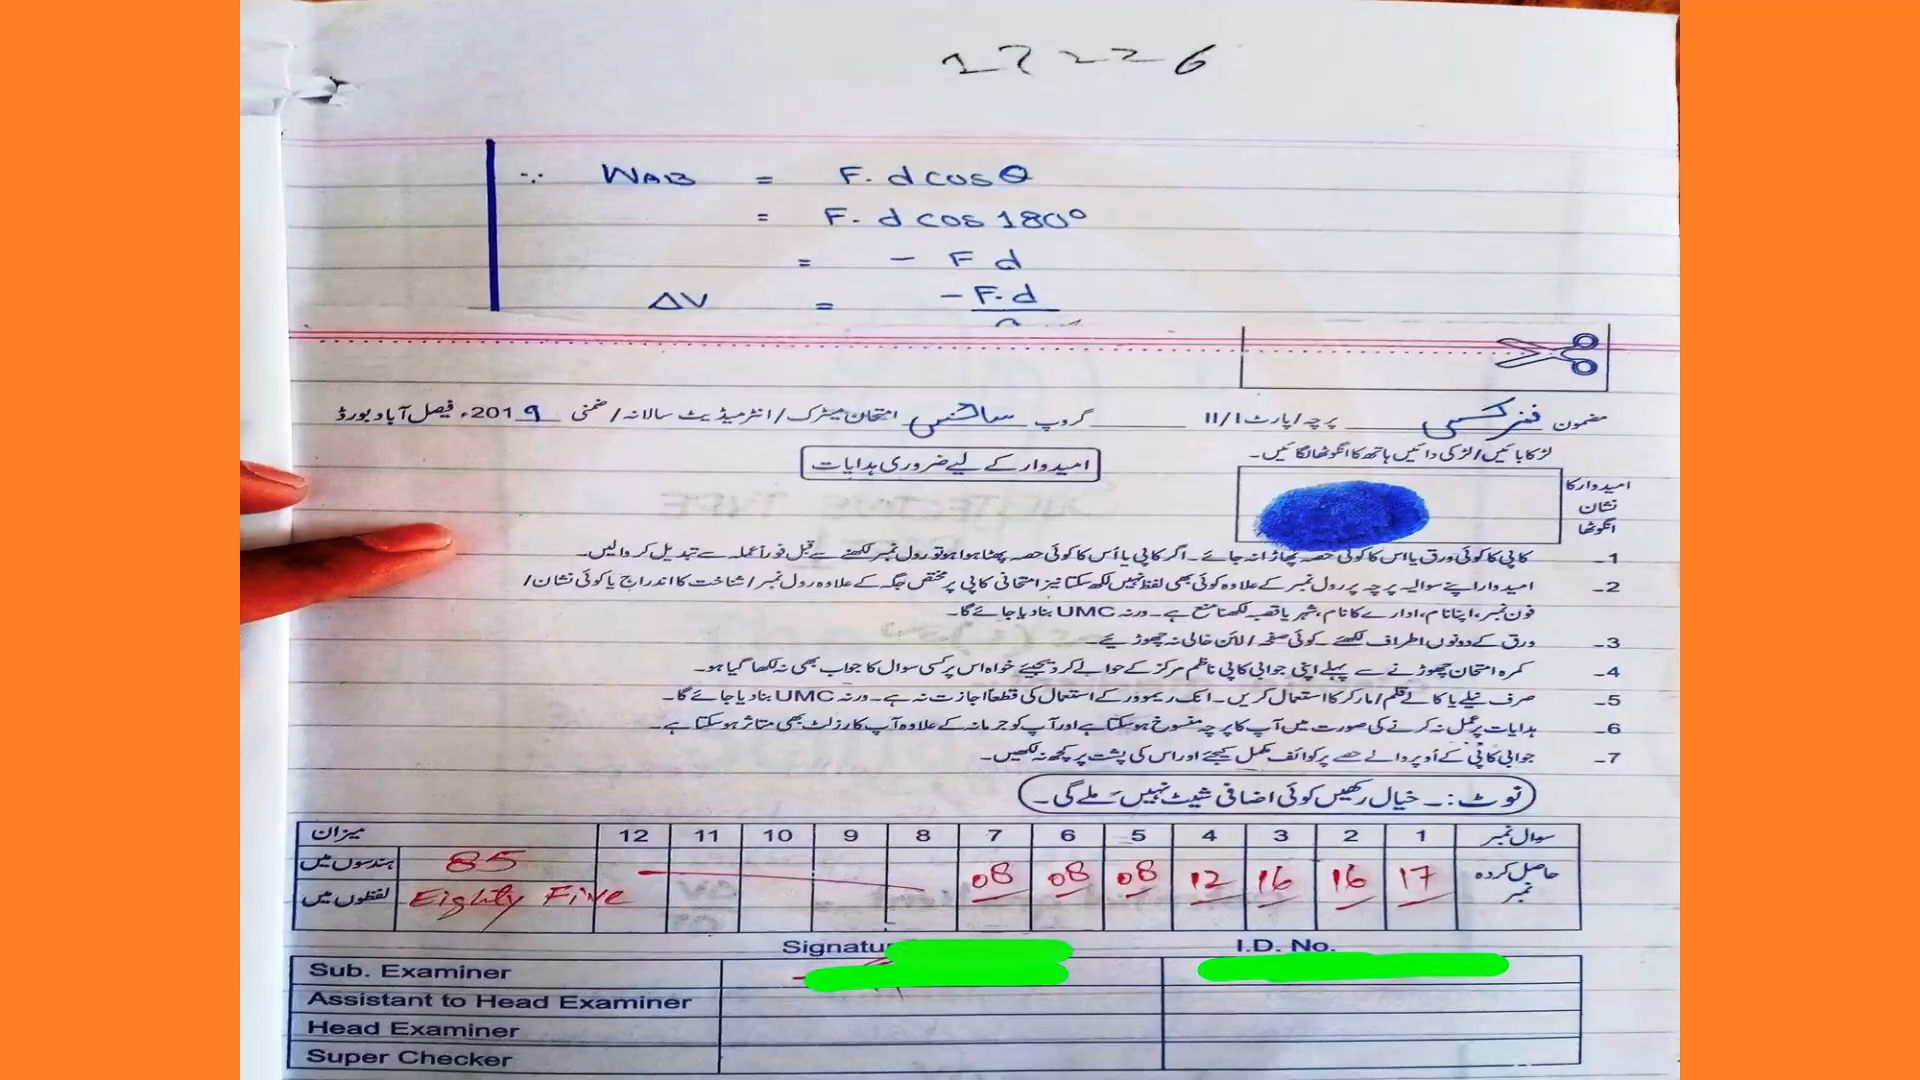 17226
∵ WAB = F. d cos θ
= F. d cos 180°
= - F d
ΔV = -F.d
مضمون فزکس پرچہ/پارٹ II/I گروپ سائنس امتحان میٹرک/انٹرمیڈیٹ سالانہ/ضمنی 2019ء فیصل آباد بورڈ
لڑکا بائیں/لڑکی دائیں ہاتھ کا انگوٹھا لگائیں۔
امیدوار کے لیے ضروری ہدایات
امیدوار کا
نشان
انگوٹھا
1- کاپی کا کوئی ورق یا اس کا کوئی حصہ پھاڑا نہ جائے۔ اگر کاپی یا اُس کا کوئی حصہ پھٹا ہوا ہو تو رول نمبر لکھنے سے قبل فوراً عملہ سے تبدیل کروالیں۔
2- امیدوار اپنے سوالیہ پرچہ پر رول نمبر کے علاوہ کوئی بھی لفظ نہیں لکھ سکتا نیز امتحانی کاپی پر مختص جگہ کے علاوہ رول نمبر/شناخت کا اندراج یا کوئی نشان/
فون نمبر، اپنا نام، ادارے کا نام، شہر یا قصبہ لکھنا منع ہے۔ ورنہ UMC بنا دیا جائے گا۔
3- ورق کے دونوں اطراف لکھئے۔ کوئی صفحہ/لائن خالی نہ چھوڑیئے۔
4- کمرہ امتحان چھوڑنے سے پہلے اپنی جوابی کاپی ناظم مرکز کے حوالے کر دیجیئے خواہ اس پر کسی سوال کا جواب بھی نہ لکھا گیا ہو۔
5- صرف نیلے یا کالے قلم/مارکر کا استعمال کریں۔ انک ریموور کے استعمال کی قطعاً اجازت نہ ہے۔ ورنہ UMC بنا دیا جائے گا۔
6- ہدایات پر عمل نہ کرنے کی صورت میں آپ کا پرچہ منسوخ ہو سکتا ہے اور آپ کو جرمانہ کے علاوہ آپ کا رزلٹ بھی متاثر ہو سکتا ہے۔
7- جوابی کاپی کے اُوپر والے حصے پر کوائف مکمل کیجئے اور اس کی پشت پر کچھ نہ لکھیں۔
نوٹ:۔ خیال رکھیں کوئی اضافی شیٹ نہیں ملے گی۔
سوال نمبر 1 2 3 4 5 6 7 8 9 10 11 12 میزان
حاصل کردہ نمبر 17 16 16 12 08 08 08
ہندسوں میں 85
لفظوں میں Eighty Five
I.D. No.
Sub. Examiner
Assistant to Head Examiner
Head Examiner
Super Checker